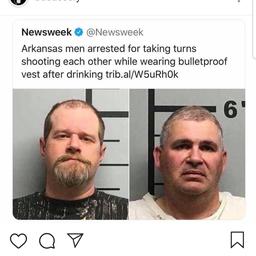 Newsweek @Newsweek
Arkansas men arrested for taking turns
shooting each other while wearing bulletproof
vest after drinking trib.al/W5uRh0k
6'